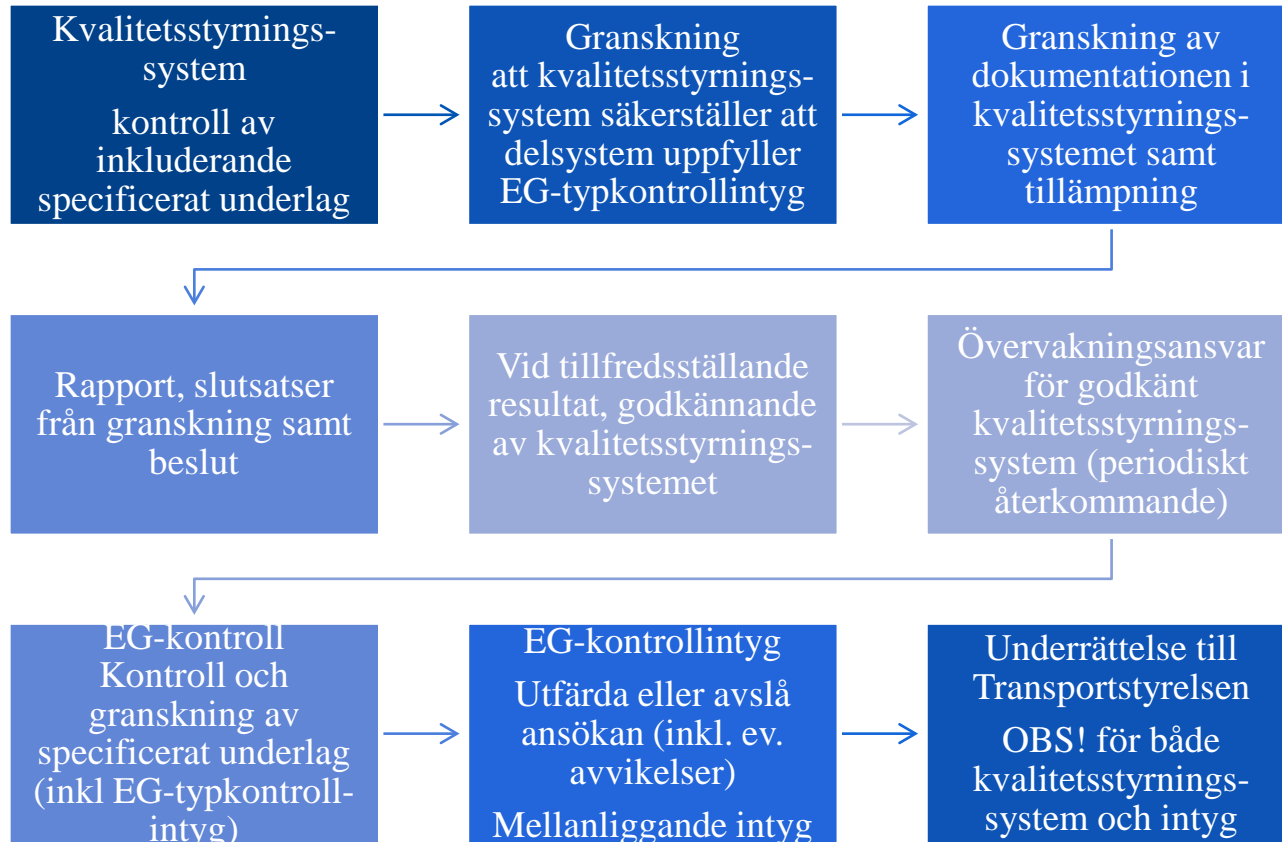 Kvalitetsstyrnings-
system
kontroll av
inkluderande
specificerat underlag
Granskning
att kvalitetsstyrnings-
system säkerställer att
delsystem uppfyller
EG-typkontrollintyg
Granskning av
dokumentationen i
kvalitetsstyrnings-
systemet samt
tillämpning
Rapport, slutsatser
från granskning samt
beslut
Vid tillfredsställande
resultat, godkännande
av kvalitetsstyrnings-
systemet
Övervakningsansvar
för godkänt
kvalitetsstyrnings-
system (periodiskt
återkommande)
EG-kontroll
Kontroll och
granskning av
specificerat underlag
(inkl EG-typkontroll-
intyg)
EG-kontrollintyg
Utfärda eller avslå
ansökan (inkl. ev.
avvikelser)
Mellanliggande intyg
Underrättelse till
Transportstyrelsen
OBS! för både
kvalitetsstyrnings-
system och intyg